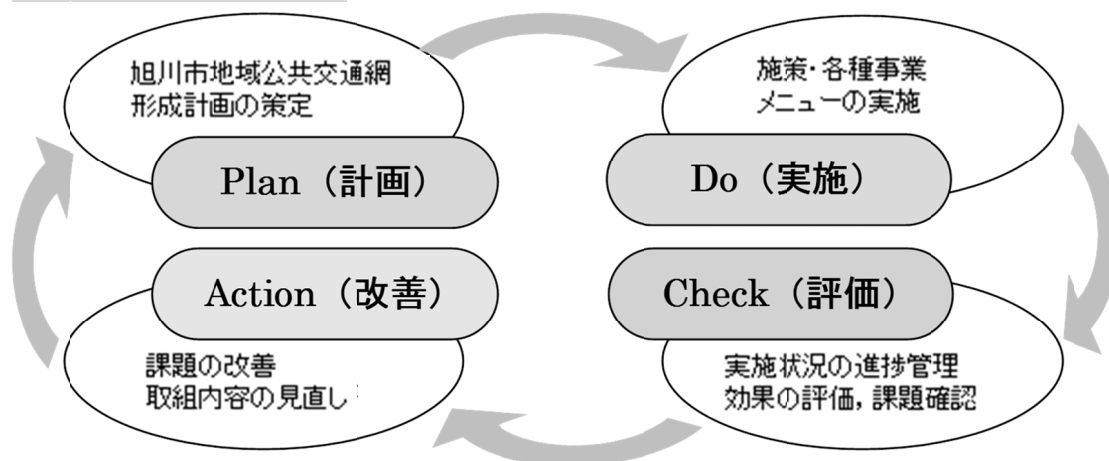 旭川市地域公共交通網
形成計画の策定
Plan（計画）
施策・各種事業
メニューの実施
Do（実施）
Check（評価）
実施状況の進捗管理
効果の評価，課題確認
Action（改善）
課題の改善
取組内容の見直し